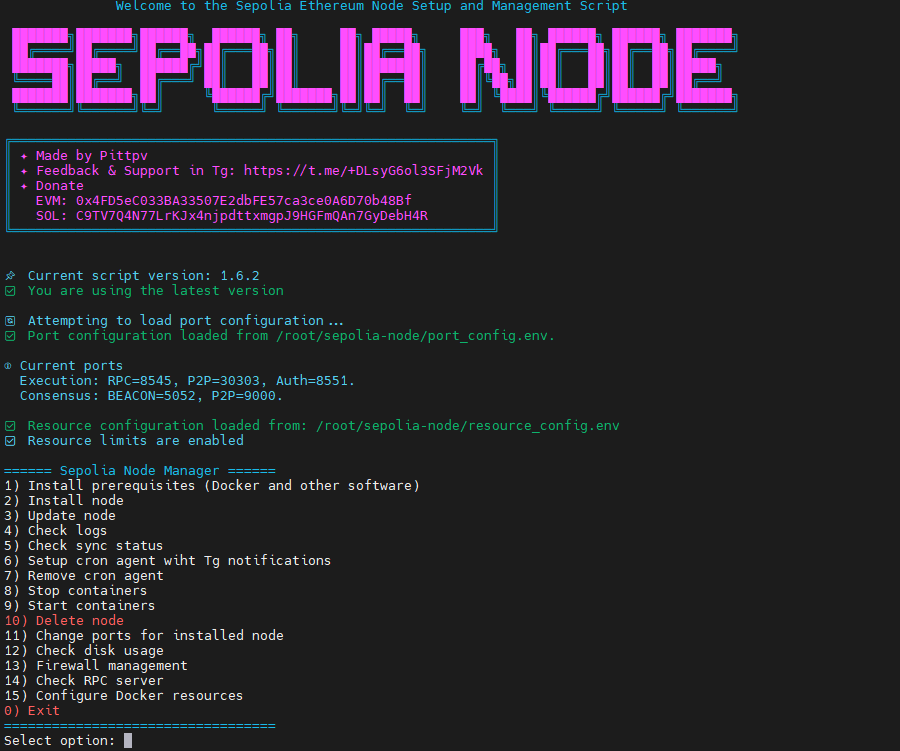 Welcome to the Sepolia Ethereum Node Setup and Management Script
SEPOLIA NODE
✦ Made by Pittpv
✦ Feedback & Support in Tg: https://t.me/+DLsyG6ol3SFjM2Vk
✦ Donate
EVM: 0x4FD5eC033BA33507E2dbFE57ca3ce0A6D70b48Bf
SOL: C9TV7Q4N77LrKJx4njpdttxmgpJ9HGFmQAn7GyDebH4R
Current script version: 1.6.2
You are using the latest version
Attempting to load port configuration...
Port configuration loaded from /root/sepolia-node/port_config.env.
Current ports
Execution: RPC=8545, P2P=30303, Auth=8551.
Consensus: BEACON=5052, P2P=9000.
Resource configuration loaded from: /root/sepolia-node/resource_config.env
Resource limits are enabled
====== Sepolia Node Manager ======
1) Install prerequisites (Docker and other software)
2) Install node
3) Update node
4) Check logs
5) Check sync status
6) Setup cron agent wiht Tg notifications
7) Remove cron agent
8) Stop containers
9) Start containers
10) Delete node
11) Change ports for installed node
12) Check disk usage
13) Firewall management
14) Check RPC server
15) Configure Docker resources
0) Exit
==================================
Select option: